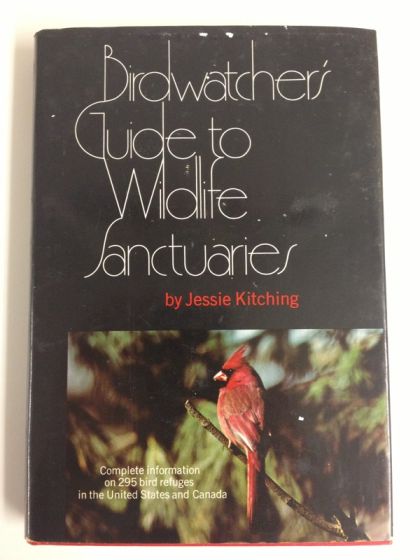 Birdwatcher's
Guide to
Wildlife
Sanctuaries
by Jessie Kitching
Complete information
on 295 bird refuges
in the United States and Canada